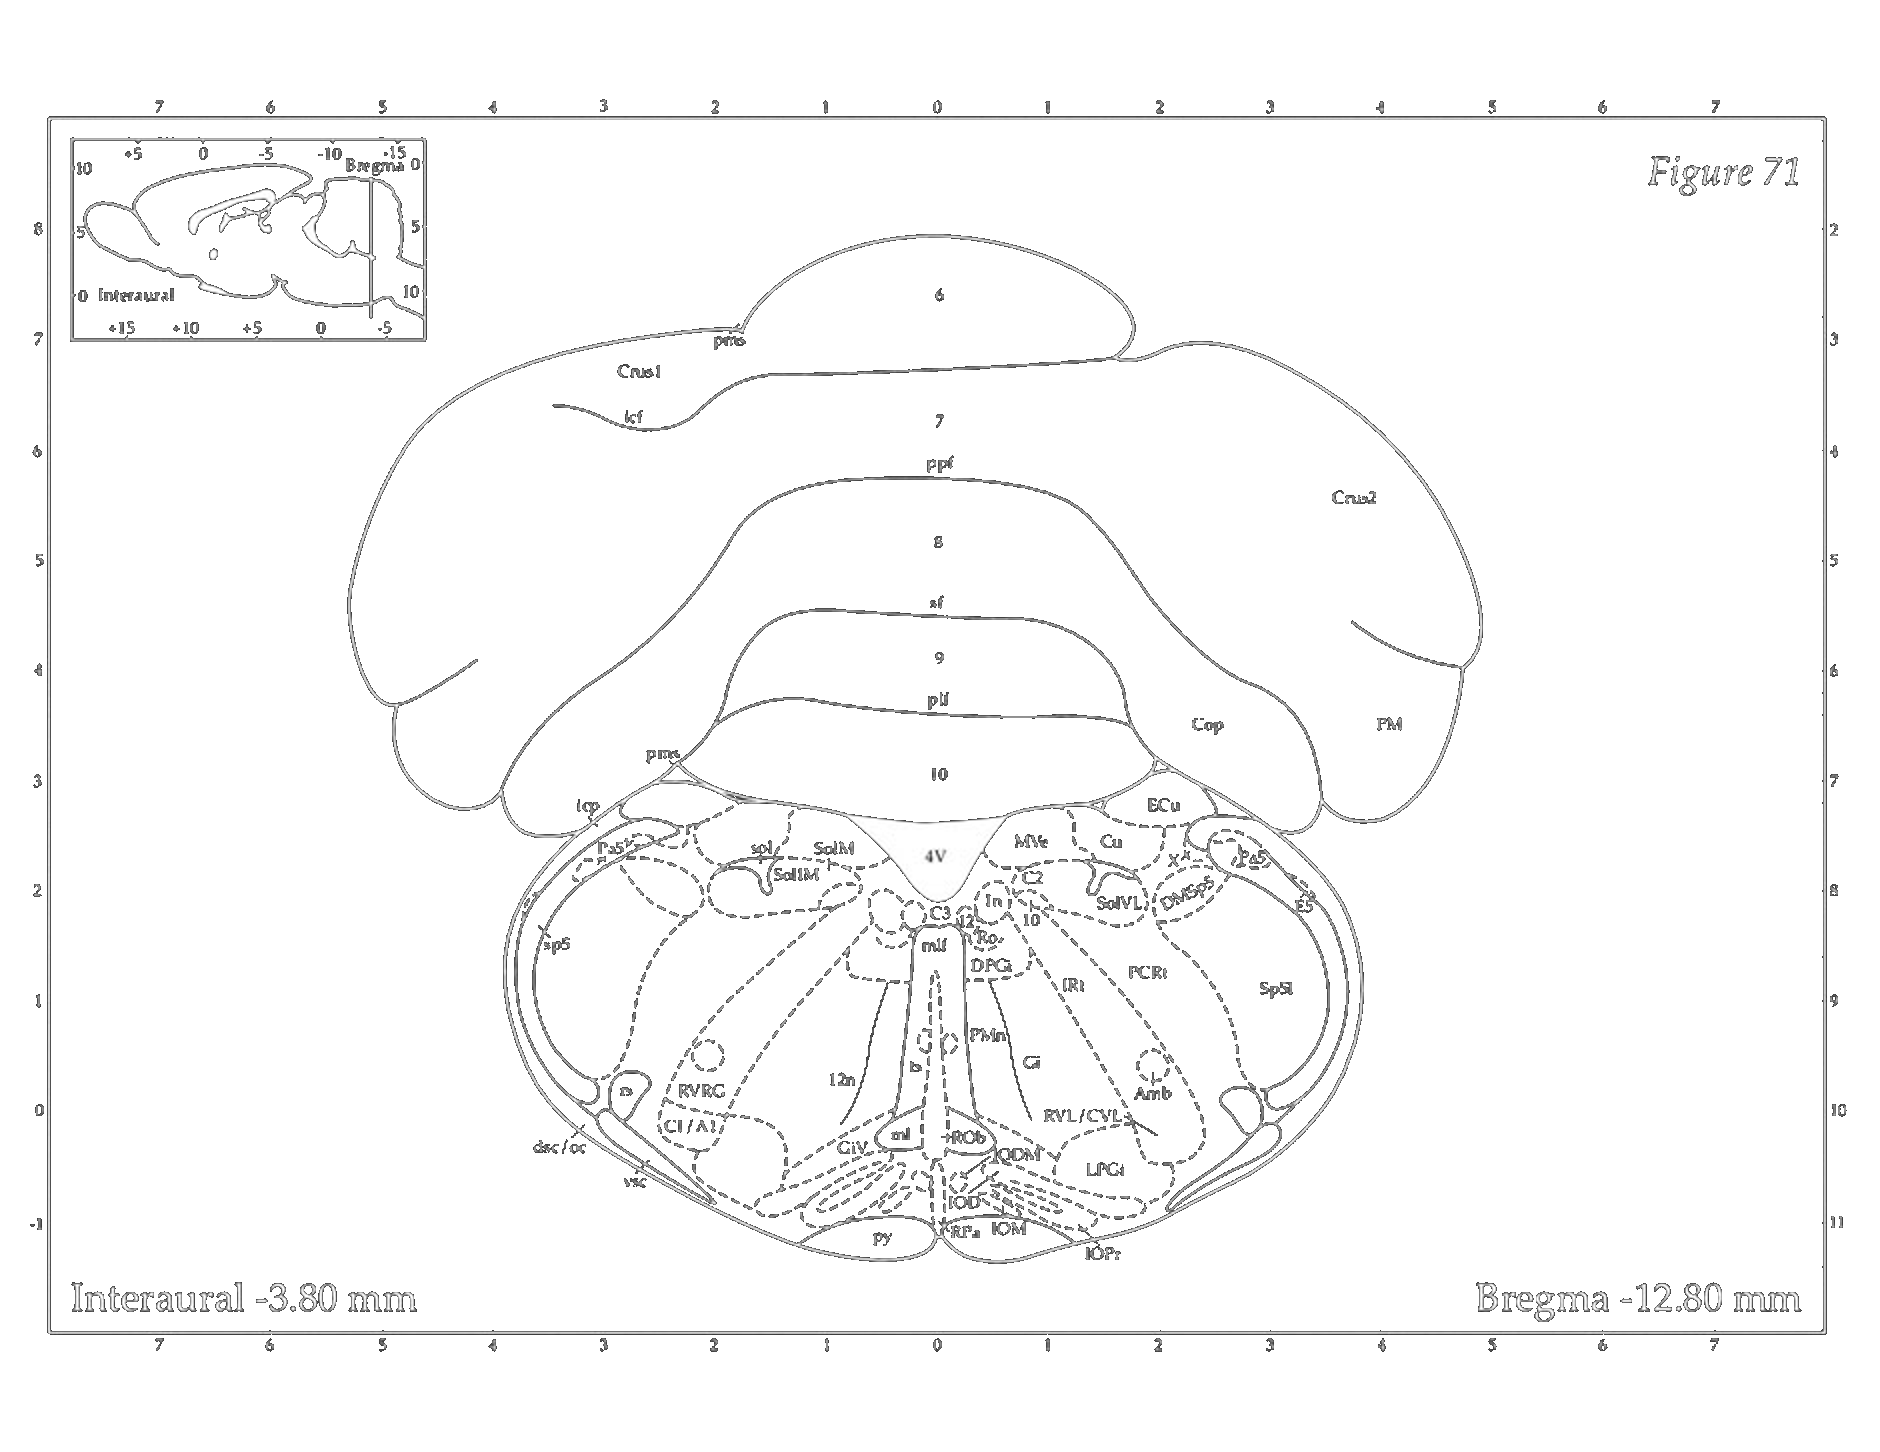 7 6 5 4 3 2 1 0 1 2 3 4 5 6 7
+5 0 -5 -10 -15
10 Bregma 0
5 5
0 Interaural 10
+15 +10 +5 0 -5
Figure 71
8 2
6
7 3
pms
Crus1
icf
7
6 4
ppf
Crus2
8
5 5
sf
9
4 6
plf
Cop PM
pms
10
3 7
icp ECu
Pa5 sol SolM 4V MVe Cu X Pa5
SolIM C2 DMSp5
2 8
In SolVL E5
C3 12 10
sp5 mlf Ro
DPGi PCRt
IRt Sp5I
1 9
PMn
ts Gi
12n
rs RVRG Amb
0 RVL/CVL 10
C1/A1
dsc/oc GiV ml ROb
IODM LPGi
vsc
IOD
-1 py RPa IOM 11
IOPr
Interaural -3.80 mm Bregma -12.80 mm
7 6 5 4 3 2 1 0 1 2 3 4 5 6 7